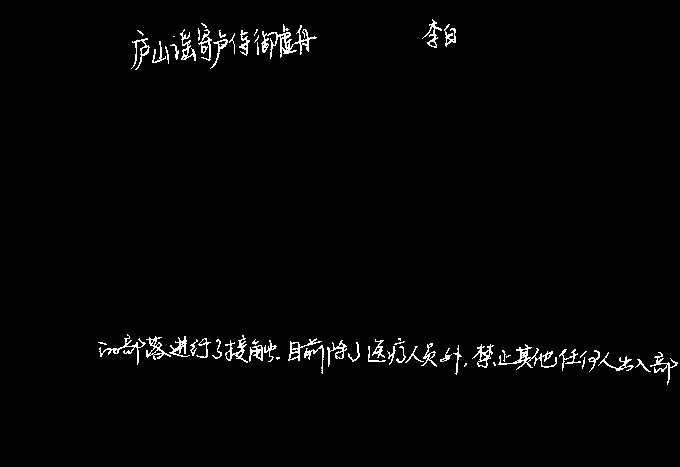 庐山谣寄卢侍御虚舟 李白
的部落进行了接触.目前除了医疗人员外,禁止其他任何人出入部